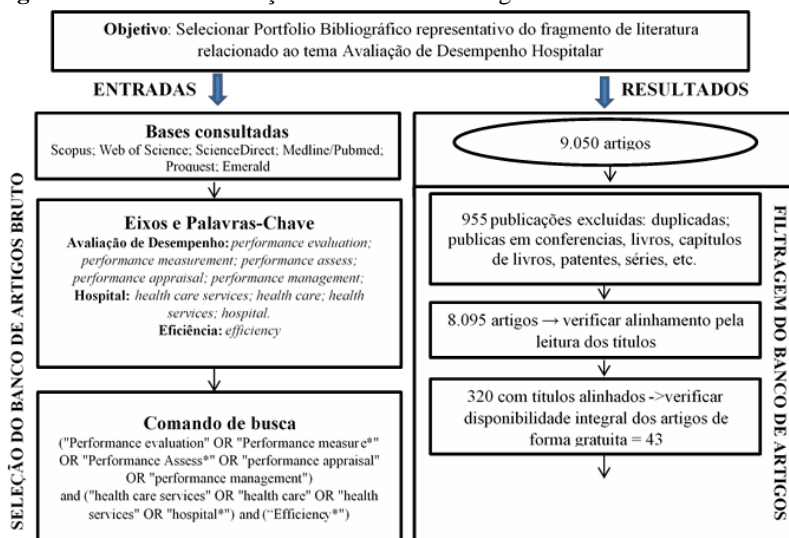 Objetivo: Selecionar Portfolio Bibliográfico representativo do fragmento de literatura
relacionado ao tema Avaliação de Desempenho Hospitalar
ENTRADAS
RESULTADOS
SELEÇÃO DO BANCO DE ARTIGOS BRUTO
Bases consultadas
Scopus; Web of Science; ScienceDirect; Medline/Pubmed;
Proquest; Emerald
Eixos e Palavras-Chave
Avaliação de Desempenho: performance evaluation;
performance measurement; performance assess;
performance appraisal; performance management;
Hospital: health care services; health care; health
services; hospital.
Eficiência: efficiency
Comando de busca
("Performance evaluation" OR "Performance measure*"
OR "Performance Assess*" OR "performance appraisal"
OR "performance management")
and ("health care services" OR "health care" OR "health
services" OR "hospital*") and (“Efficiency*")
9.050 artigos
955 publicações excluídas: duplicadas;
publicas em conferencias, livros, capítulos
de livros, patentes, séries, etc.
8.095 artigos → verificar alinhamento pela
leitura dos títulos
320 com títulos alinhados ->verificar
disponibilidade integral dos artigos de
forma gratuita = 43
FILTRAGEM DO BANCO DE ARTIGOS